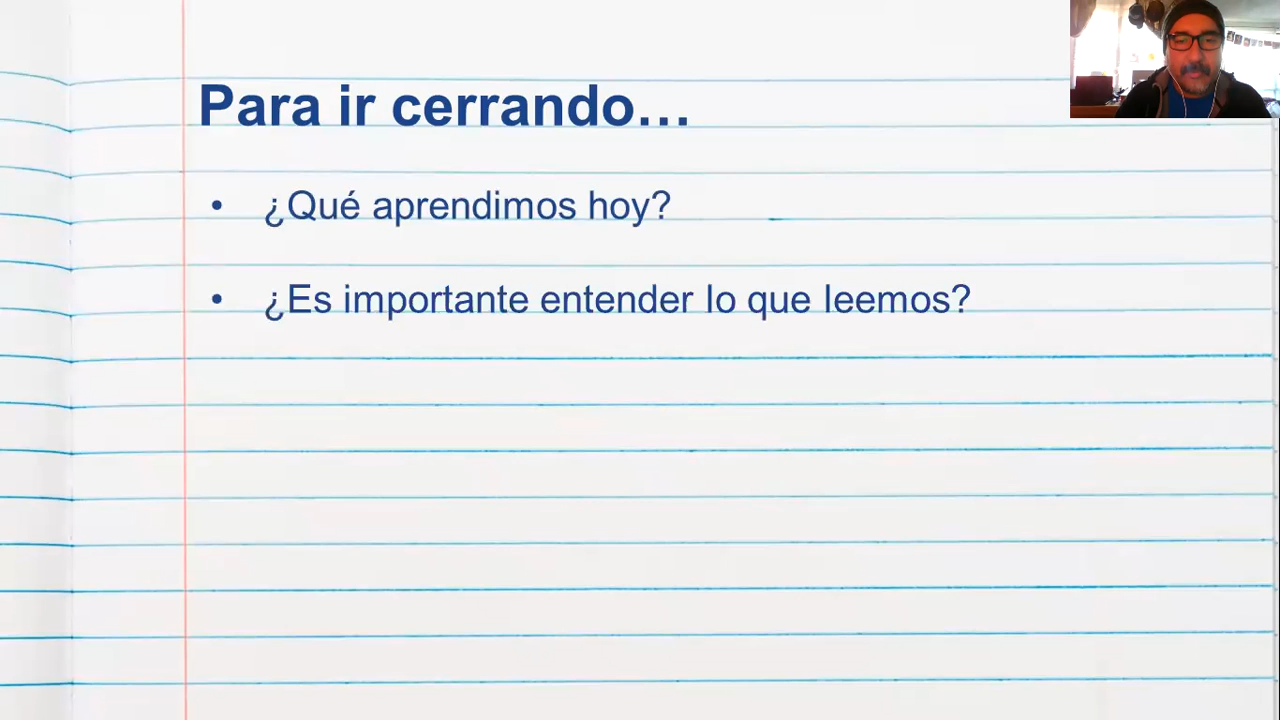 Para ir cerrando…
• ¿Qué aprendimos hoy?
• ¿Es importante entender lo que leemos?